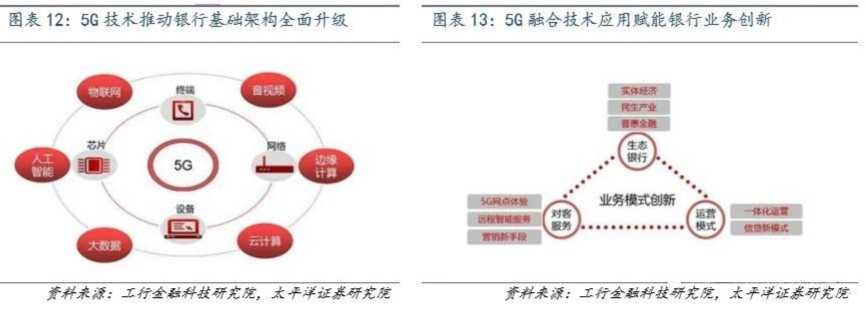 图表 12：5G 技术推动银行基础架构全面升级
物联网
终端
音视频
芯片
网络
人工
智能
5G
边缘
计算
设备
大数据
云计算
资料来源：工行金融科技研究院，太平洋证券研究院
图表 13：5G 融合技术应用赋能银行业务创新
实体经济
民生产业
普惠金融
生态
银行
业务模式创新
5G网点体验
远程智能服务
营销新手段
对客
服务
运营
模式
一体化运营
信贷新模式
资料来源：工行金融科技研究院，太平洋证券研究院